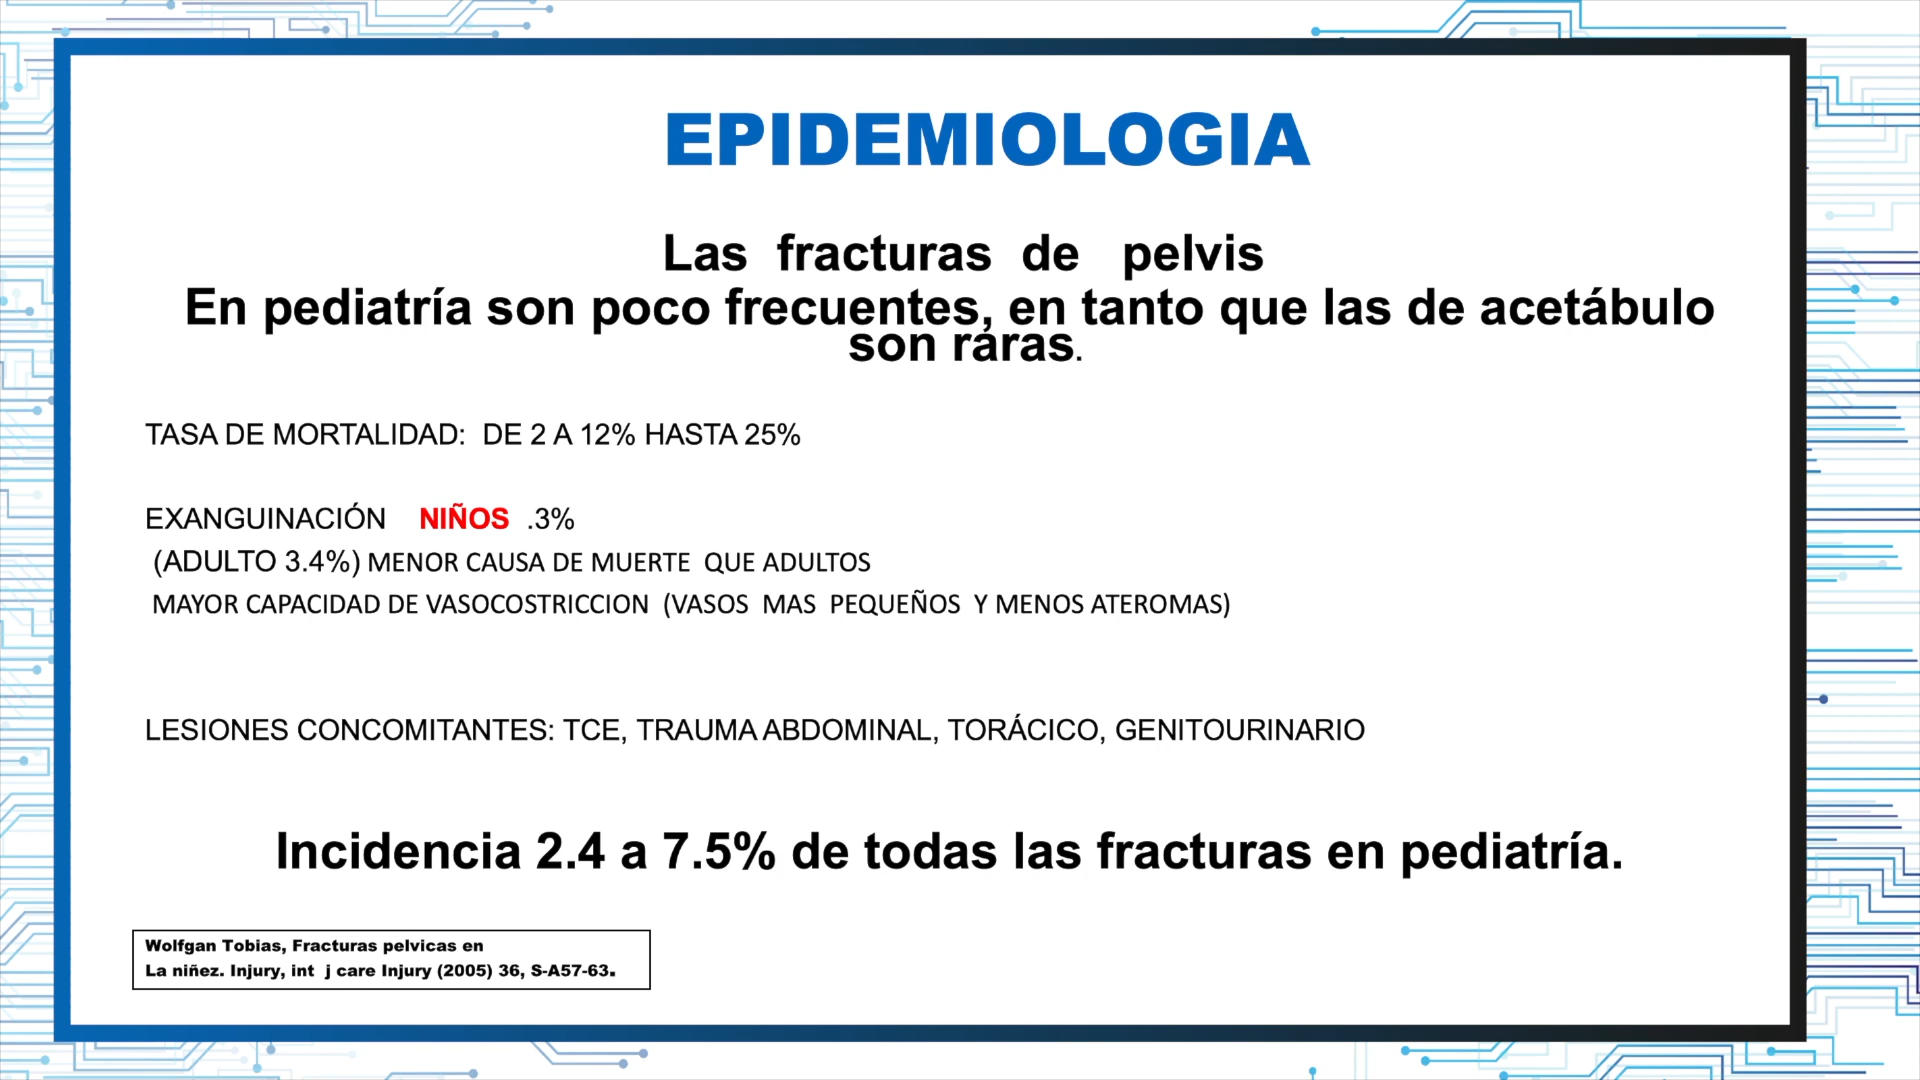 EPIDEMIOLOGIA
Las fracturas de pelvis
En pediatría son poco frecuentes, en tanto que las de acetábulo
son raras.
TASA DE MORTALIDAD: DE 2 A 12% HASTA 25%
EXANGUINACIÓN NIÑOS .3%
(ADULTO 3.4%) MENOR CAUSA DE MUERTE QUE ADULTOS
MAYOR CAPACIDAD DE VASOCOSTRICCION (VASOS MAS PEQUEÑOS Y MENOS ATEROMAS)
LESIONES CONCOMITANTES: TCE, TRAUMA ABDOMINAL, TORÁCICO, GENITOURINARIO
Incidencia 2.4 a 7.5% de todas las fracturas en pediatría.
Wolfgan Tobias, Fracturas pelvicas en
La niñez. Injury, int j care Injury (2005) 36, S-A57-63.